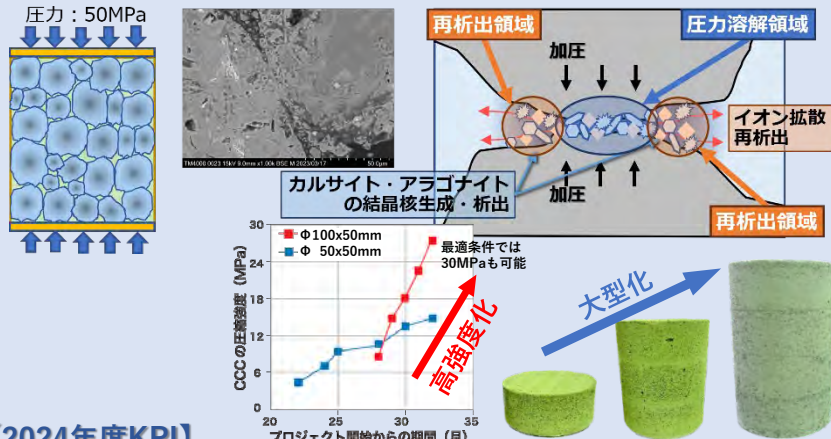 圧力：50MPa
TM4000 0023 15kV 9.0mm x1.00k BSE M 2023/09/17 50.0μm
再析出領域
圧力溶解領域
加圧
イオン拡散
再析出
カルサイト・アラゴナイト
の結晶核生成・析出
加圧
再析出領域
CCCの圧縮強度（MPa）
30
24
18
12
6
0
Φ100x50mm
Φ 50x50mm
最適条件では
30MPaも可能
高強度化
20
25
30
35
プロジェクト開始からの期間（月）
大型化
【2024年度KPI】